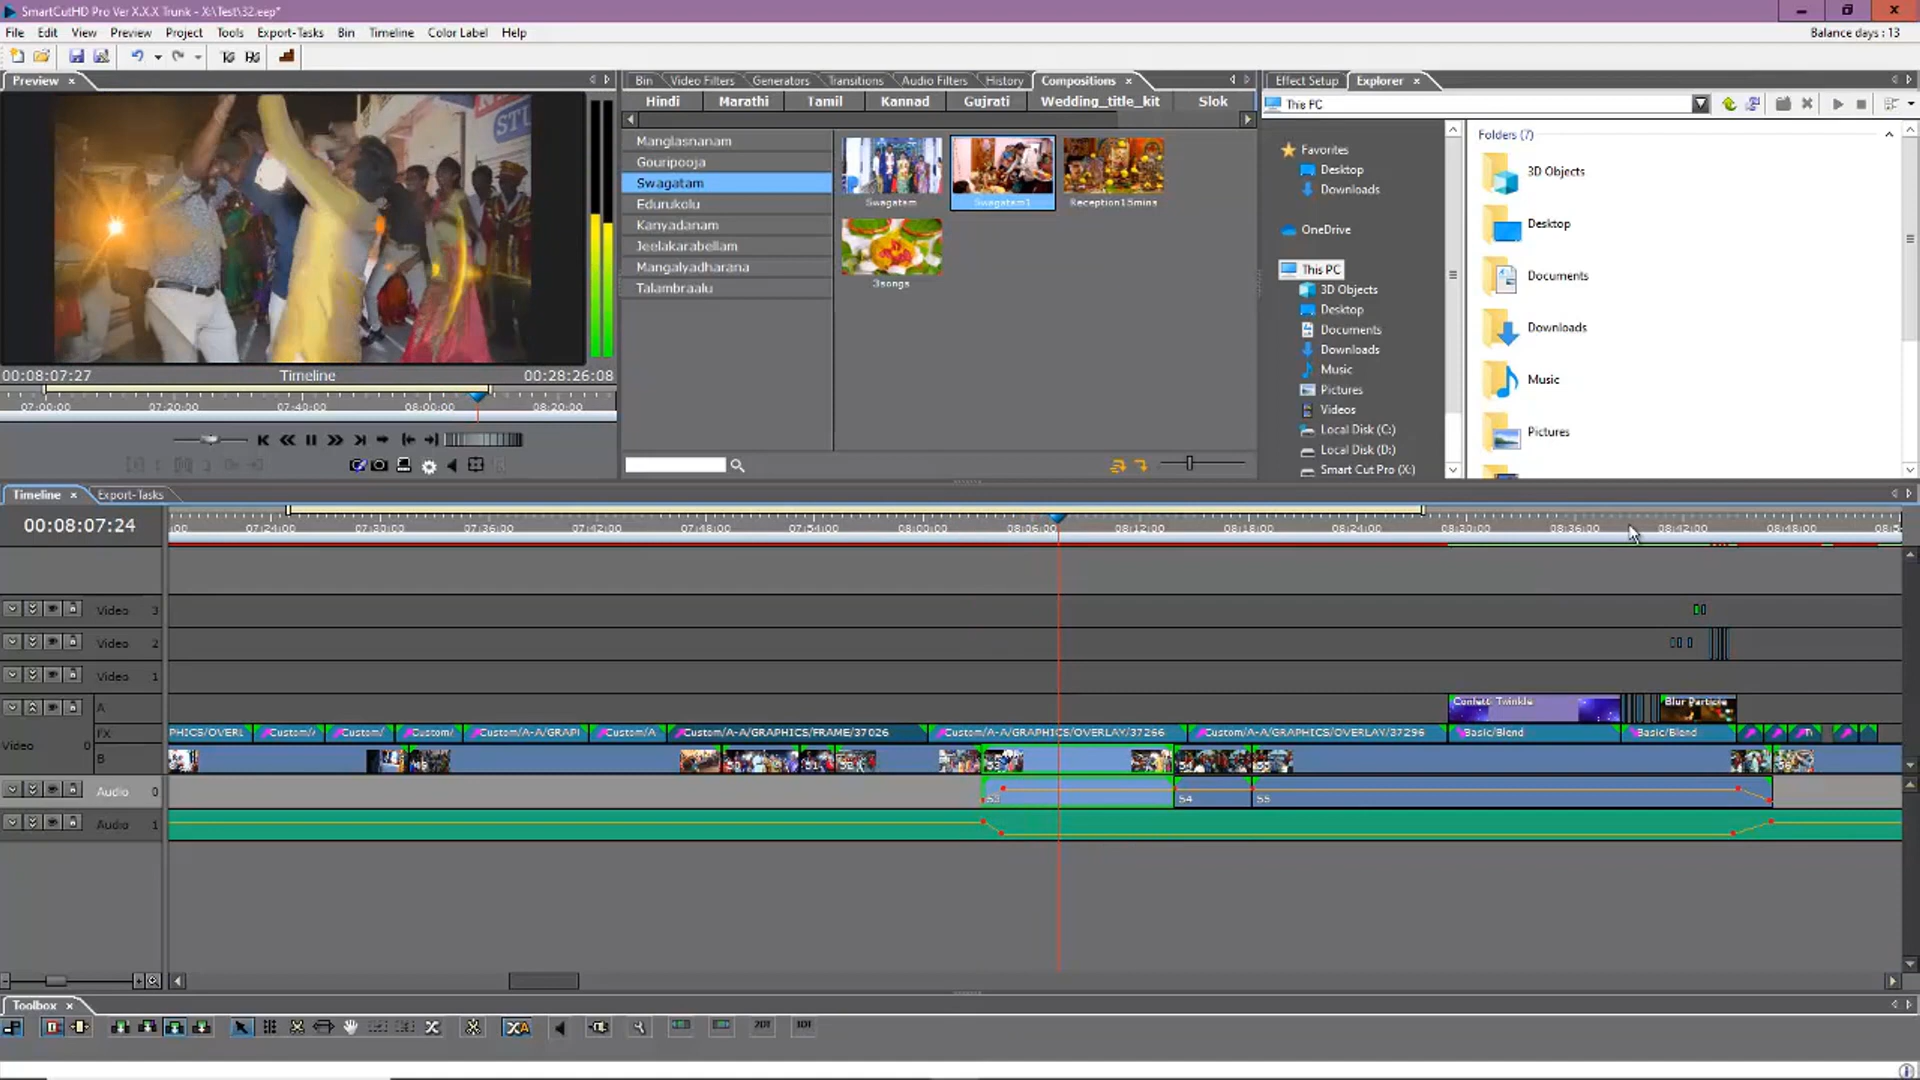 SmartCutHD Pro Ver X.X.X Trunk - X:\Test\32.eep*
File Edit View Preview Project Tools Export-Tasks Bin Timeline Color Label Help
Balance days : 13
Preview
Bin Video Filters Generators Transitions Audio Filters History Compositions
Effect Setup Explorer
Hindi Marathi Tamil Kannad Gujrati Wedding_title_kit Slok
This PC
Manglasnanam
Gouripooja
Swagatam
Edurukolu
Kanyadanam
Jeelakarabellam
Mangalyadharana
Talambraalu
Swagatam Swagatam1 Reception15mins
3songs
Favorites
Desktop
Downloads
OneDrive
This PC
3D Objects
Desktop
Documents
Downloads
Music
Pictures
Videos
Local Disk (C:)
Local Disk (D:)
Smart Cut Pro (X:)
Folders (7)
3D Objects
Desktop
Documents
Downloads
Music
Pictures
STU
00:08:07:27 Timeline 00:28:26:08
07:00:00 07:20:00 07:40:00 08:00:00 08:20:00
Timeline Export-Tasks
00:08:07:24
:00 07:24:00 07:30:00 07:36:00 07:42:00 07:48:00 07:54:00 08:00:00 08:06:00 08:12:00 08:18:00 08:24:00 08:30:00 08:36:00 08:42:00 08:48:00 08:5
Video 3
Video 2
Video 1
A
Confetti Twinkle Blur Particle
FX
PHICS/OVERL Custom/ Custom/ Custom/ Custom/A-A/GRAPI Custom/A Custom/A-A/GRAPHICS/FRAME/37026 Custom/A-A/GRAPHICS/OVERLAY/37266 Custom/A-A/GRAPHICS/OVERLAY/37296 Basic/Blend Basic/Blend
Video 0
B
Audio 0
53 54 55
Audio 1
Toolbox